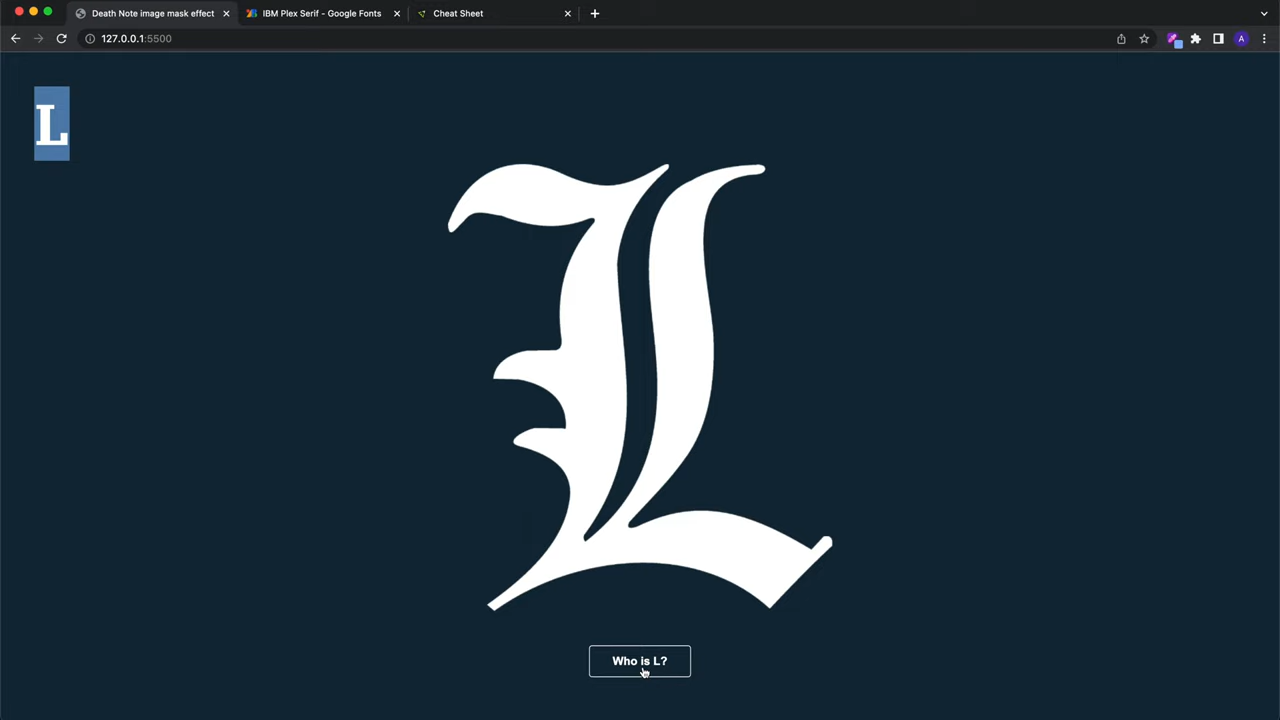 Death Note image mask effect
IBM Plex Serif - Google Fonts
Cheat Sheet
127.0.0.1:5500
A
L
L
Who is L?